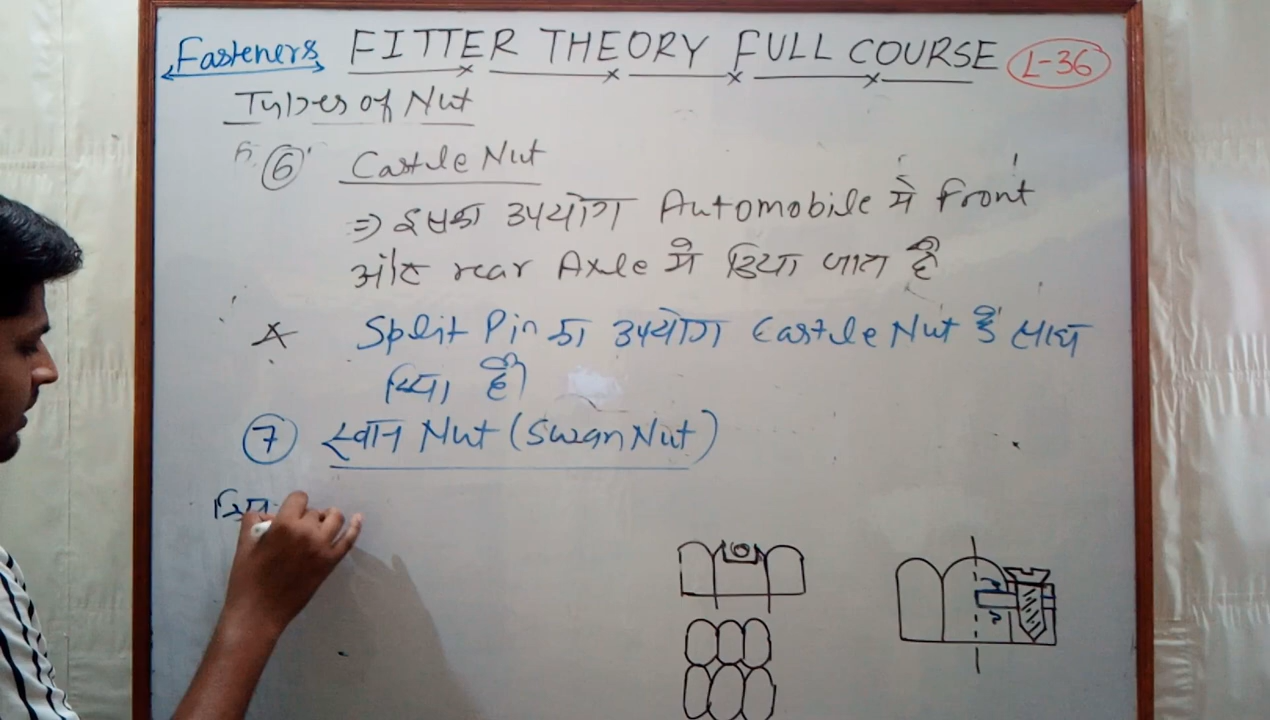 Fasteners FITTER THEORY FULL COURSE L-36
Types of Nut
6 Castle Nut
⇒ इसका उपयोग Automobile मे Front
और rear Axle मे किया जाता है
Split Pin का उपयोग Castle Nut के साथ
किया है।
7 स्वान Nut (Swan Nut)